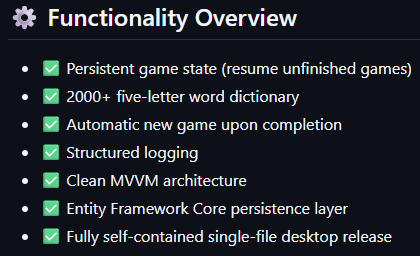 Functionality Overview
Persistent game state (resume unfinished games)
2000+ five-letter word dictionary
Automatic new game upon completion
Structured logging
Clean MVVM architecture
Entity Framework Core persistence layer
Fully self-contained single-file desktop release